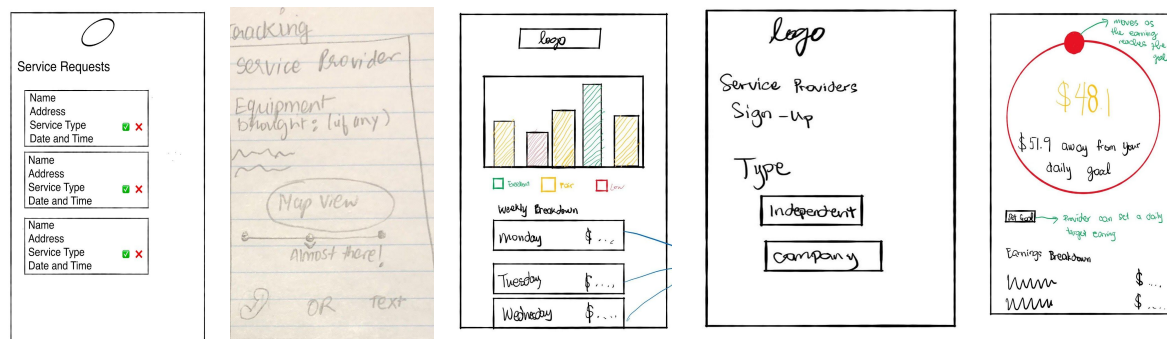 Service Requests
Name
Address
Service Type
Date and Time
Name
Address
Service Type
Date and Time
Name
Address
Service Type
Date and Time
Tracking
Service Provider
Equipment
brought: (if any)
Map View
Almost there!
OR Text
logo
Excellent Fair Low
Weekly Breakdown
Monday $...
Tuesday $....
Wednesday $....
logo
Service Providers
Sign-Up
Type
Independent
company
moves as
the earning
reaches the
goal
$481
$51.9 away from your
daily goal
Set Goal
provider can set a daily
target earning
Earnings Breakdown
$....
$....